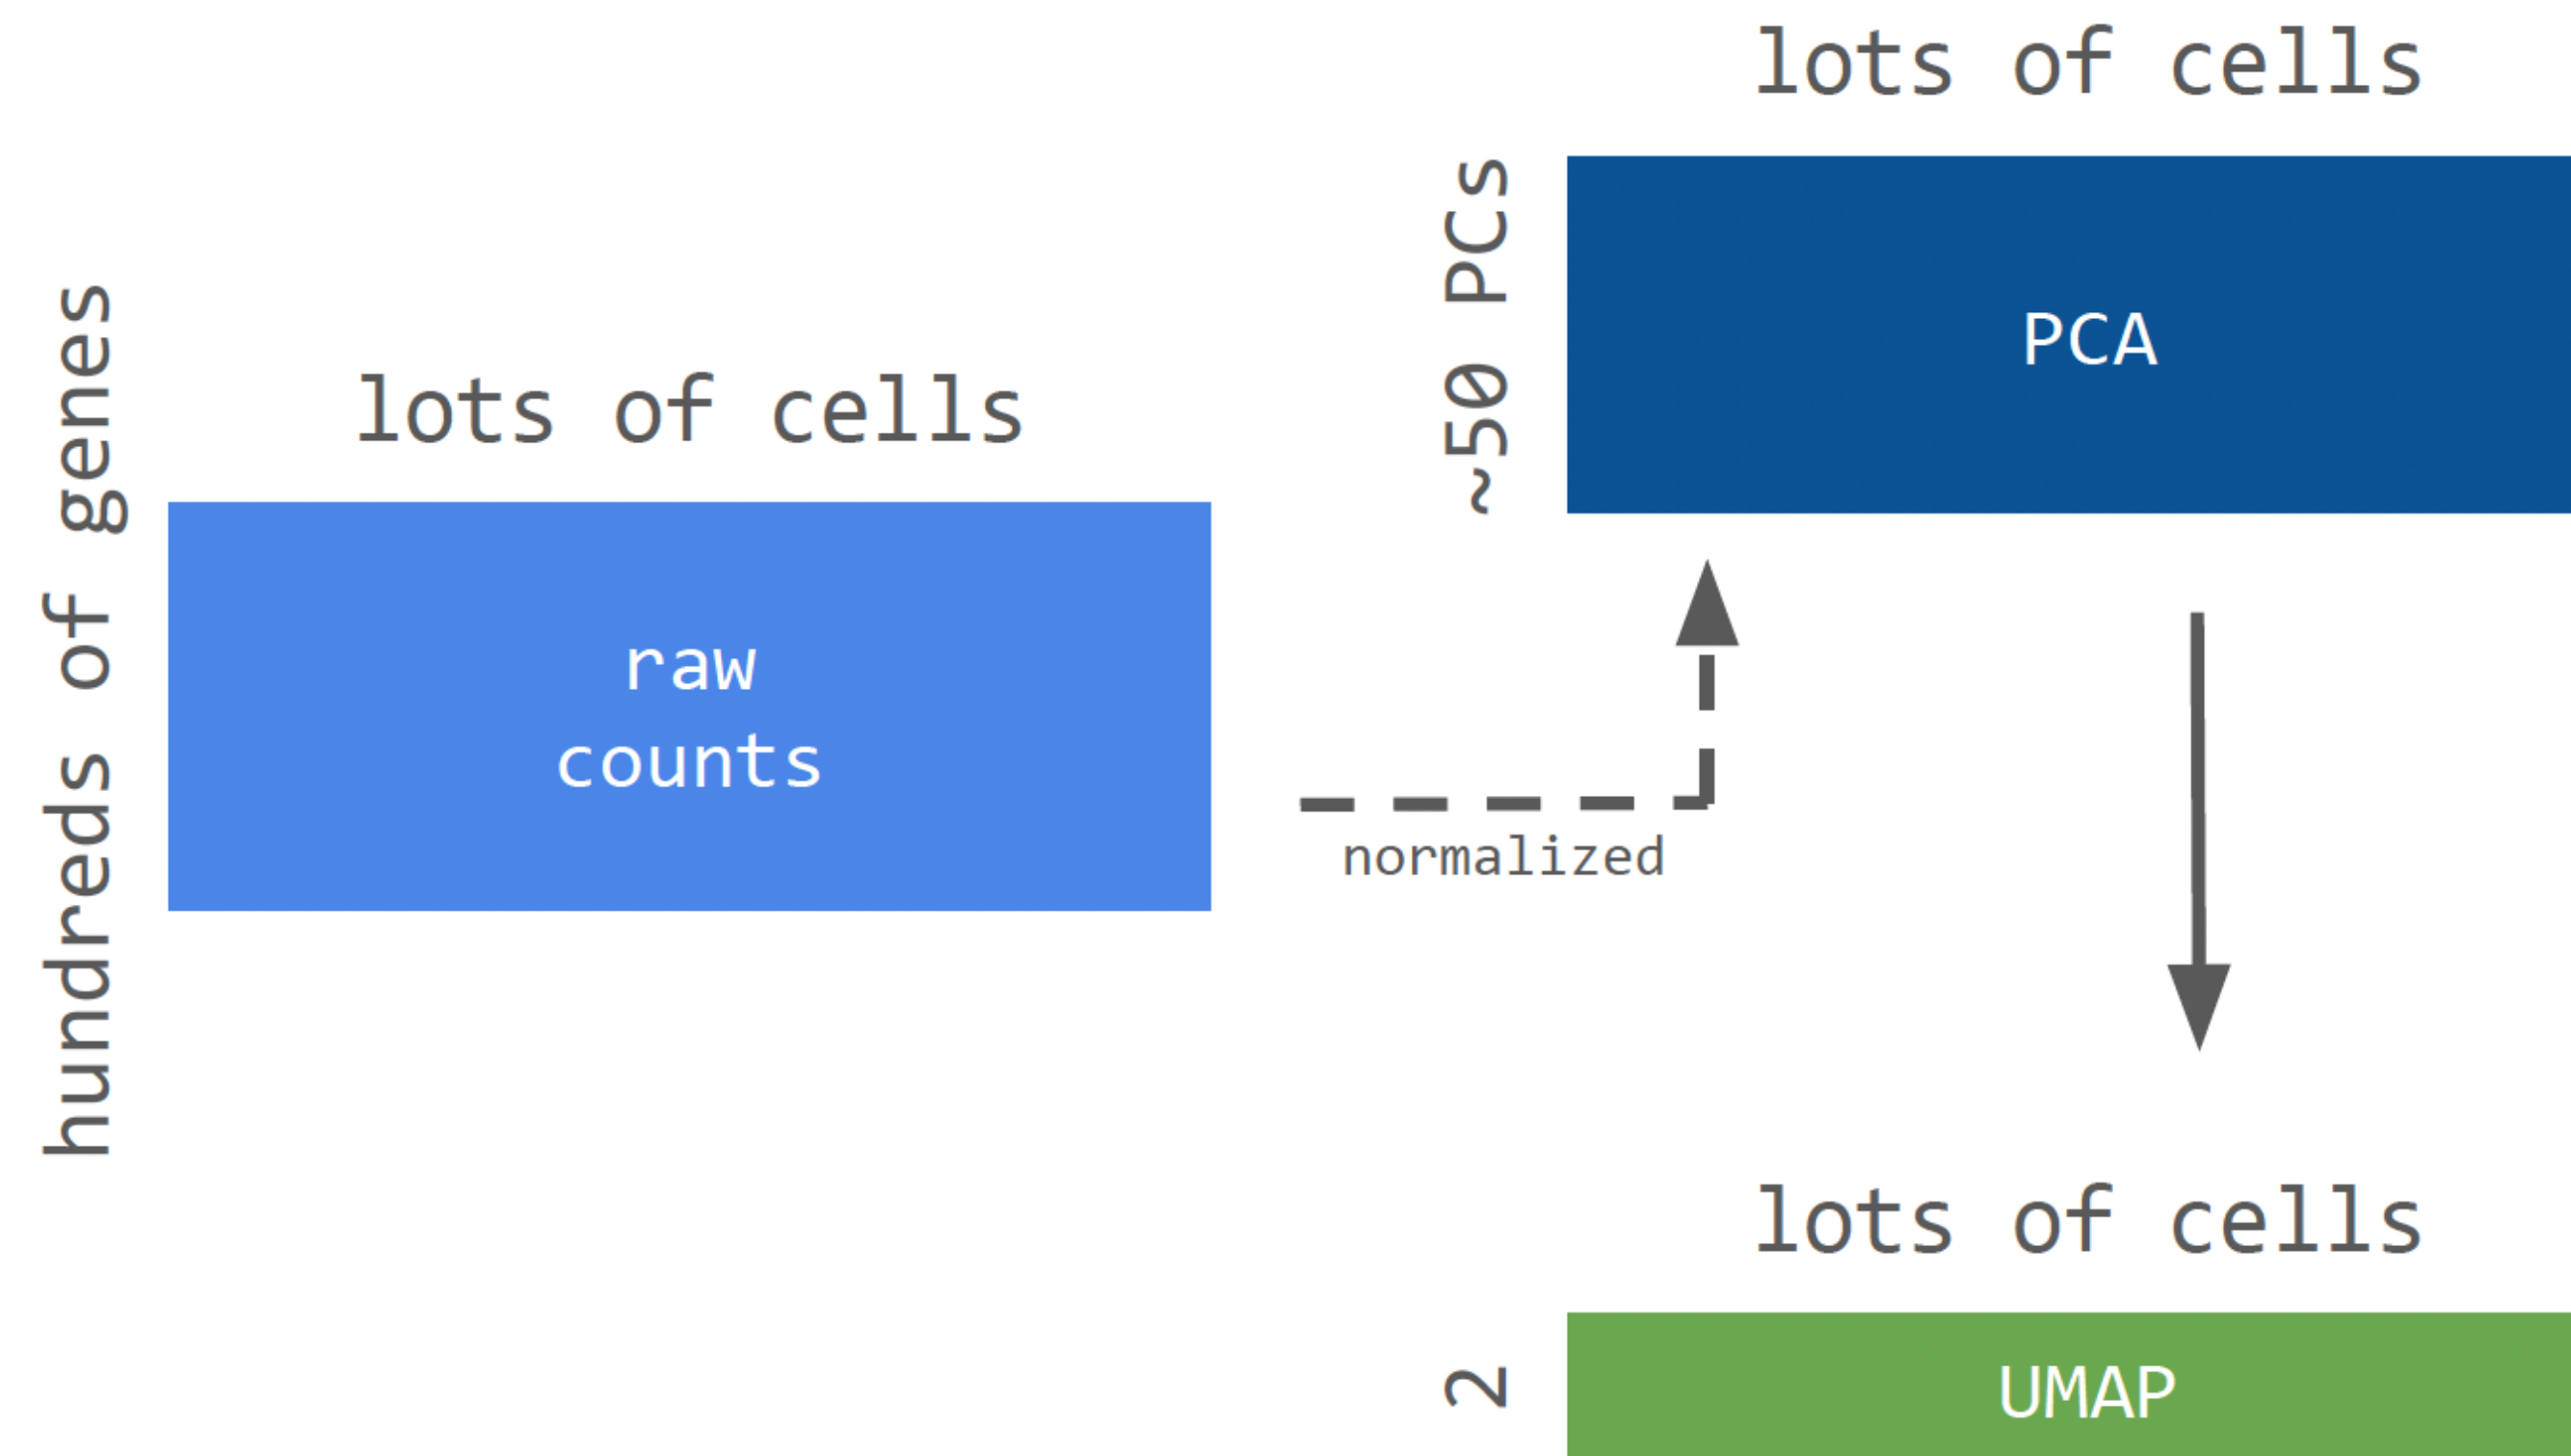 hundreds of genes
lots of cells
raw
counts
normalized
lots of cells
~50 PCs
PCA
lots of cells
2
UMAP